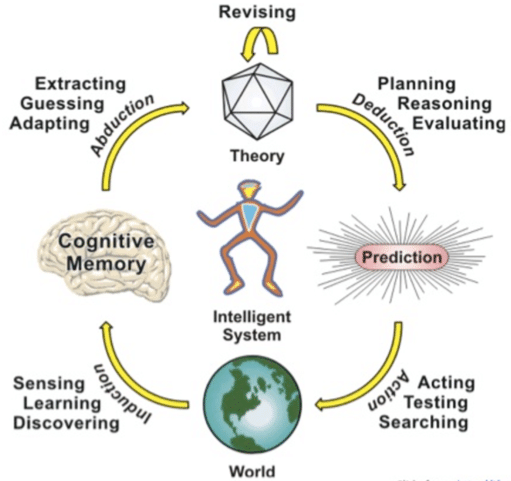 Revising
Extracting
Guessing
Adapting
Abduction
Theory
Planning
Reasoning
Evaluating
Deduction
Cognitive
Memory
Prediction
Intelligent
System
Sensing
Learning
Discovering
Induction
World
Action
Acting
Testing
Searching